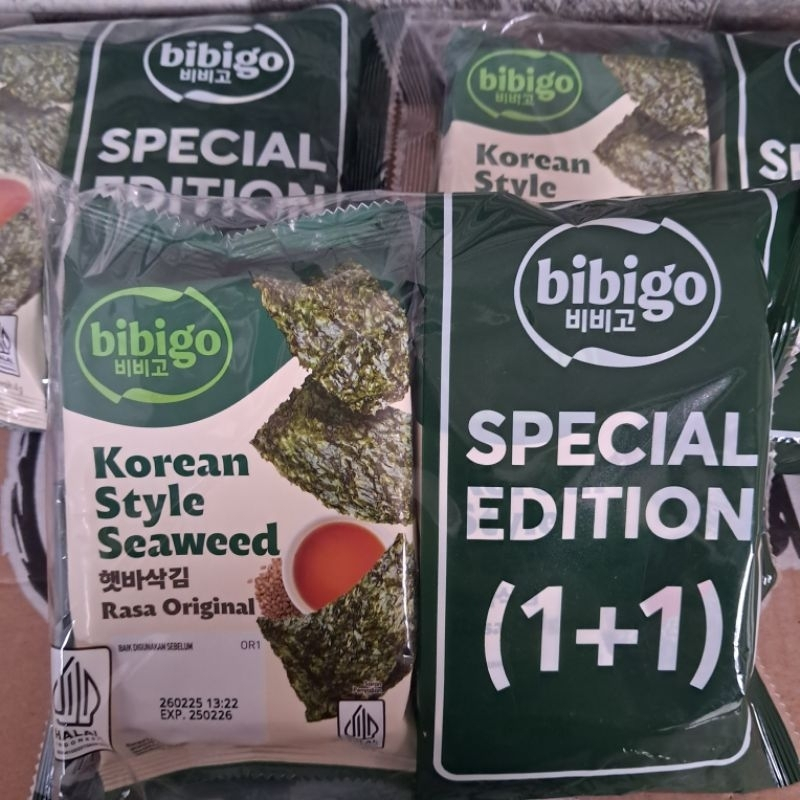 bibigo
비비고
SPECIAL
EDITION
bibigo
비비고
Korean
Style
bibigo
비비고
Korean
Style
Seaweed
햇바삭김
Rasa Original
BAIK DIGUNAKAN SEBELUM
OR1
260225 13:22
EXP. 250226
HALAL
INDONESIA
bibigo
비비고
SPECIAL
EDITION
(1+1)